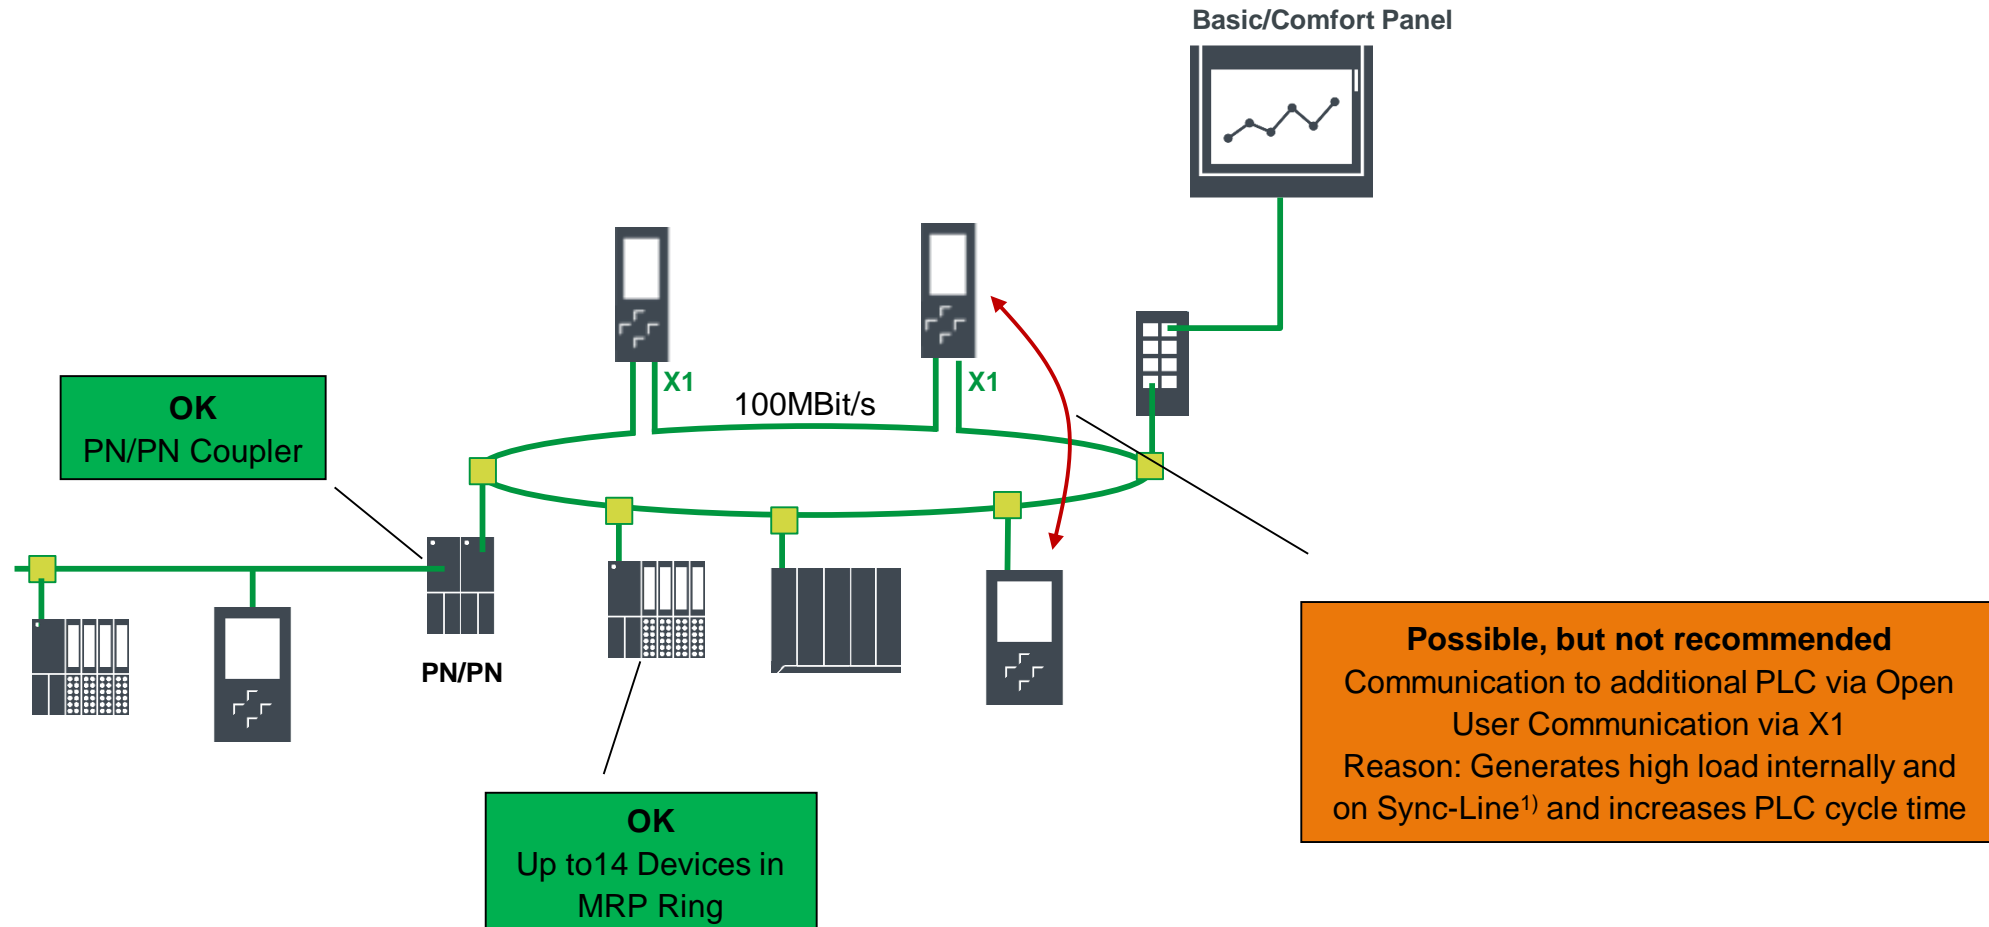 Basic/Comfort Panel
X1
X1
100MBit/s
OK
PN/PN Coupler
PN/PN
Possible, but not recommended
Communication to additional PLC via Open
User Communication via X1
Reason: Generates high load internally and
on Sync-Line1) and increases PLC cycle time
OK
Up to14 Devices in
MRP Ring